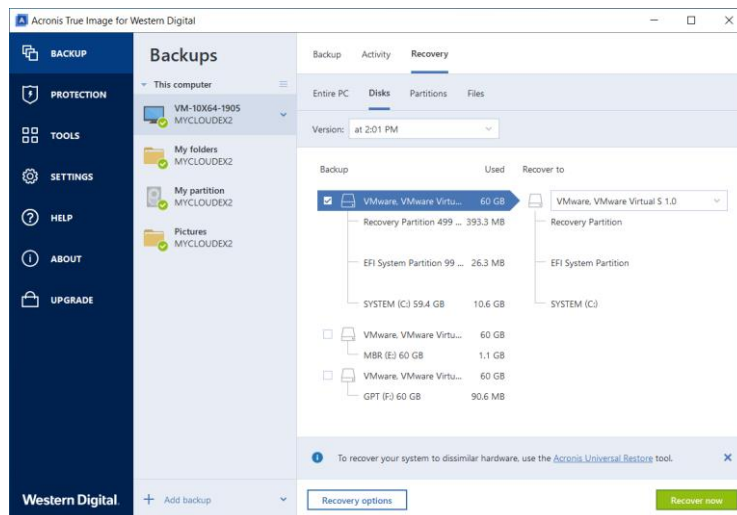 Acronis True Image for Western Digital
BACKUP
PROTECTION
TOOLS
SETTINGS
HELP
ABOUT
UPGRADE
Western Digital.
Backups
This computer
VM-10X64-1905
MYCLOUDEX2
My folders
MYCLOUDEX2
My partition
MYCLOUDEX2
Pictures
MYCLOUDEX2
+ Add backup
Backup Activity Recovery
Entire PC Disks Partitions Files
Version: at 2:01 PM
Backup Used Recover to
VMware, VMware Virtu... 60 GB VMware, VMware Virtual S 1.0
Recovery Partition 499 ... 393.3 MB Recovery Partition
EFI System Partition 99 ... 26.3 MB EFI System Partition
SYSTEM (C:) 59.4 GB 10.6 GB SYSTEM (C:)
VMware, VMware Virtu... 60 GB
MBR (E:) 60 GB 1.1 GB
VMware, VMware Virtu... 60 GB
GPT (F:) 60 GB 90.6 MB
To recover your system to dissimilar hardware, use the Acronis Universal Restore tool.
Recovery options
Recover now